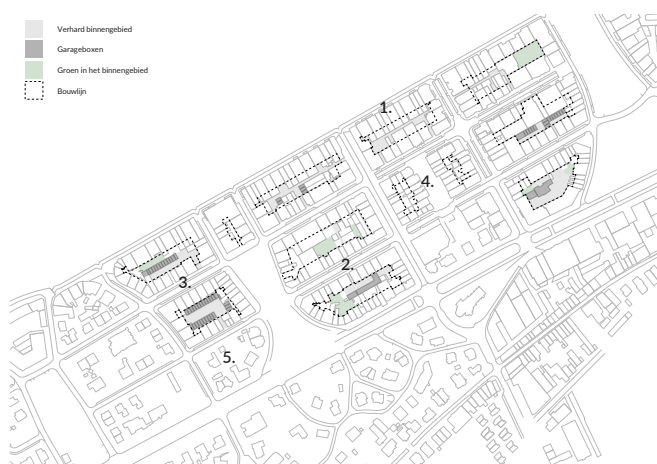 Verhard binnengebied
Garageboxen
Groen in het binnengebied
Bouwlijn
1.
4.
2.
3.
5.